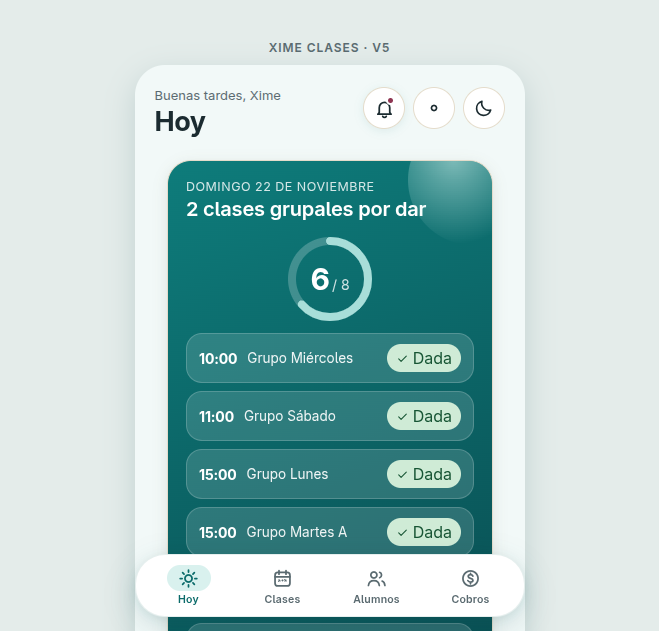 XIME CLASES · V5
Buenas tardes, Xime
Hoy
DOMINGO 22 DE NOVIEMBRE
2 clases grupales por dar
6 / 8
10:00 Grupo Miércoles Dada
11:00 Grupo Sábado Dada
15:00 Grupo Lunes Dada
15:00 Grupo Martes A Dada
Hoy Clases Alumnos Cobros